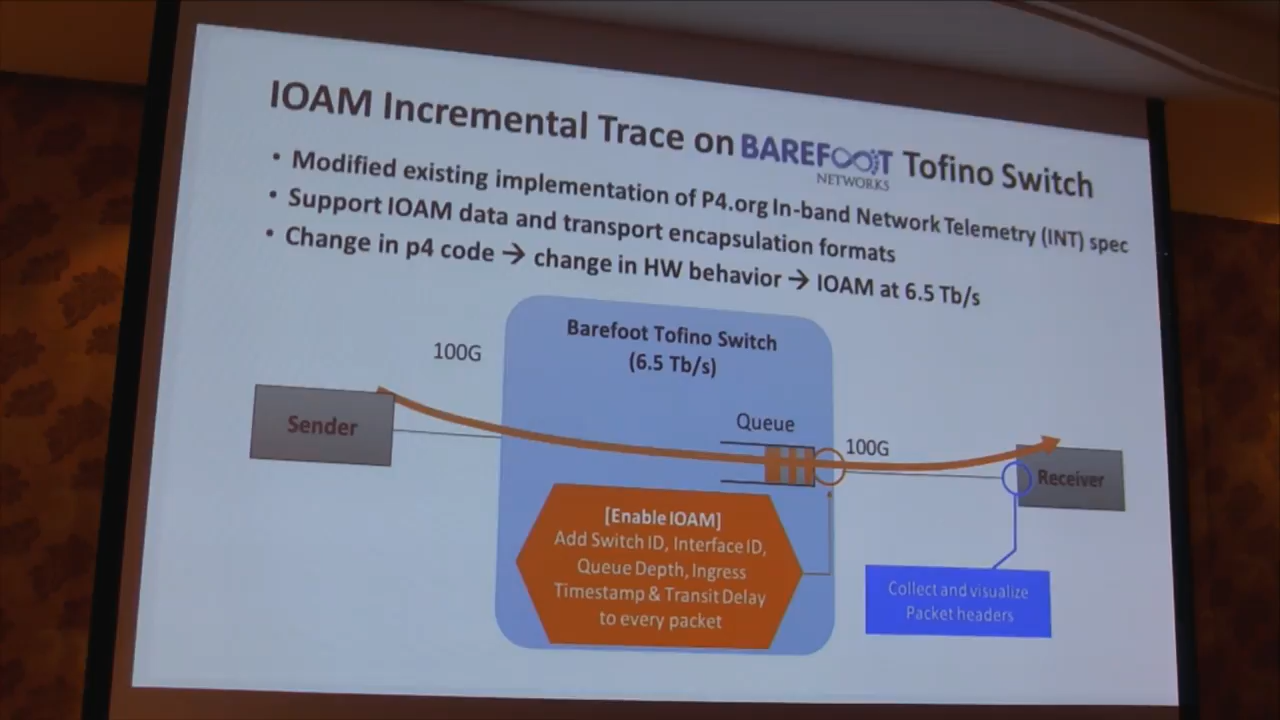 IOAM Incremental Trace on BAREFOOT NETWORKS Tofino Switch
• Modified existing implementation of P4.org In-band Network Telemetry (INT) spec
• Support IOAM data and transport encapsulation formats
• Change in p4 code → change in HW behavior → IOAM at 6.5 Tb/s
Barefoot Tofino Switch
(6.5 Tb/s)
100G
Sender
Queue
100G
Receiver
[Enable IOAM]
Add Switch ID, Interface ID,
Queue Depth, Ingress
Timestamp & Transit Delay
to every packet
Collect and visualize
Packet headers